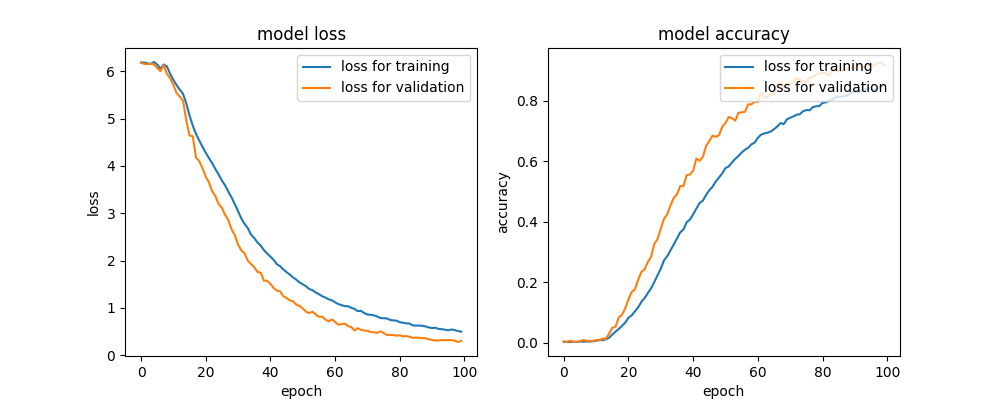 model loss
loss for training
loss for validation
6
5
4
3
2
1
0
0 20 40 60 80 100
loss
epoch
model accuracy
loss for training
loss for validation
0.8
0.6
0.4
0.2
0.0
0 20 40 60 80 100
accuracy
epoch